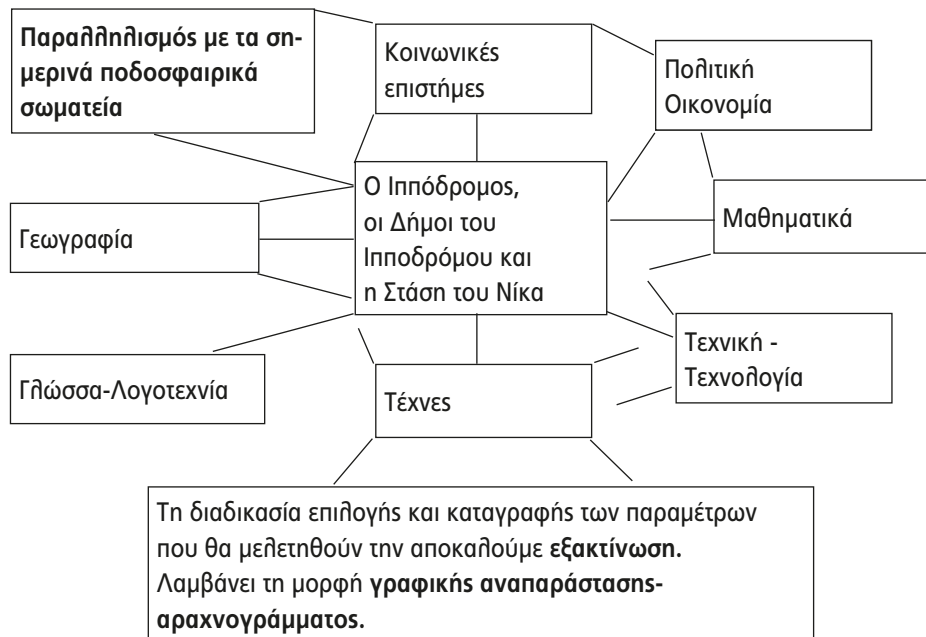 Παραλληλισμός με τα ση-
μερινά ποδοσφαιρικά
σωματεία
Κοινωνικές
επιστήμες
Πολιτική
Οικονομία
Ο Ιππόδρομος,
οι Δήμοι του
Ιπποδρόμου και
η Στάση του Νίκα
Γεωγραφία
Μαθηματικά
Γλώσσα-Λογοτεχνία
Τέχνες
Τεχνική -
Τεχνολογία
Τη διαδικασία επιλογής και καταγραφής των παραμέτρων
που θα μελετηθούν την αποκαλούμε εξακτίνωση.
Λαμβάνει τη μορφή γραφικής αναπαράστασης-
αραχνογράμματος.